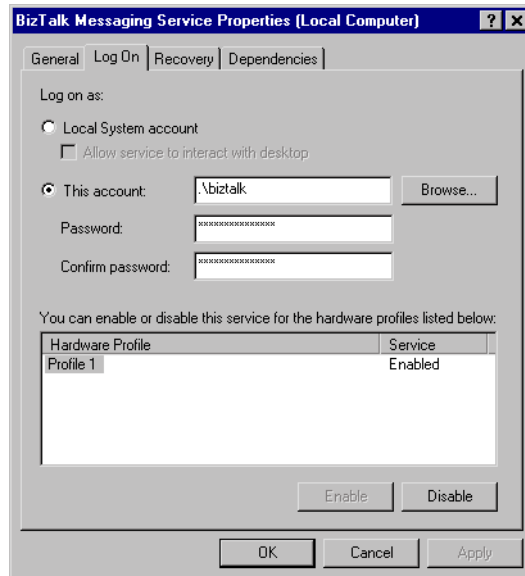 BizTalk Messaging Service Properties (Local Computer)
General Log On Recovery Dependencies
Log on as:
Local System account
Allow service to interact with desktop
This account: .\biztalk Browse...
Password: ***************
Confirm password: ***************
You can enable or disable this service for the hardware profiles listed below:
Hardware Profile Service
Profile 1 Enabled
Enable Disable
OK Cancel Apply